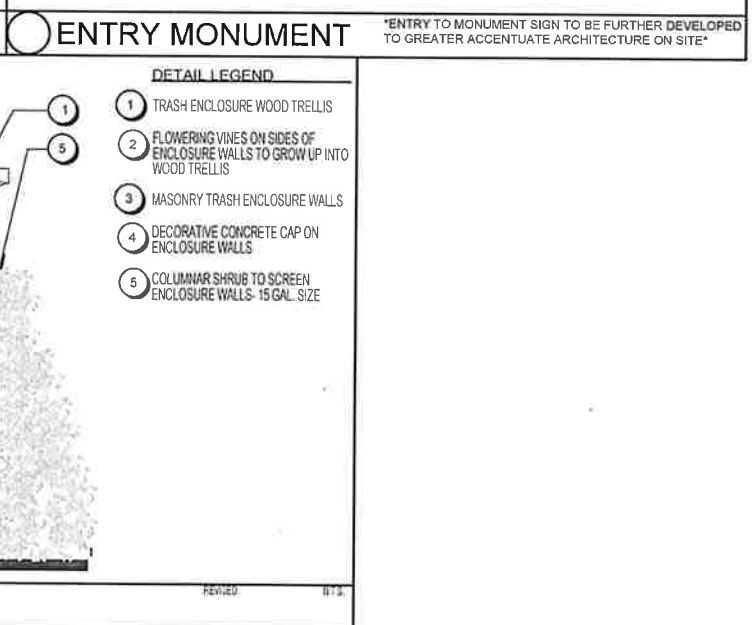 ENTRY MONUMENT
"ENTRY TO MONUMENT SIGN TO BE FURTHER DEVELOPED
TO GREATER ACCENTUATE ARCHITECTURE ON SITE"
DETAIL LEGEND
1
5
1 TRASH ENCLOSURE WOOD TRELLIS
2 FLOWERING VINES ON SIDES OF
ENCLOSURE WALLS TO GROW UP INTO
WOOD TRELLIS
3 MASONRY TRASH ENCLOSURE WALLS
4 DECORATIVE CONCRETE CAP ON
ENCLOSURE WALLS
5 COLUMNAR SHRUB TO SCREEN
ENCLOSURE WALLS- 15 GAL. SIZE
REVISED: N.T.S.